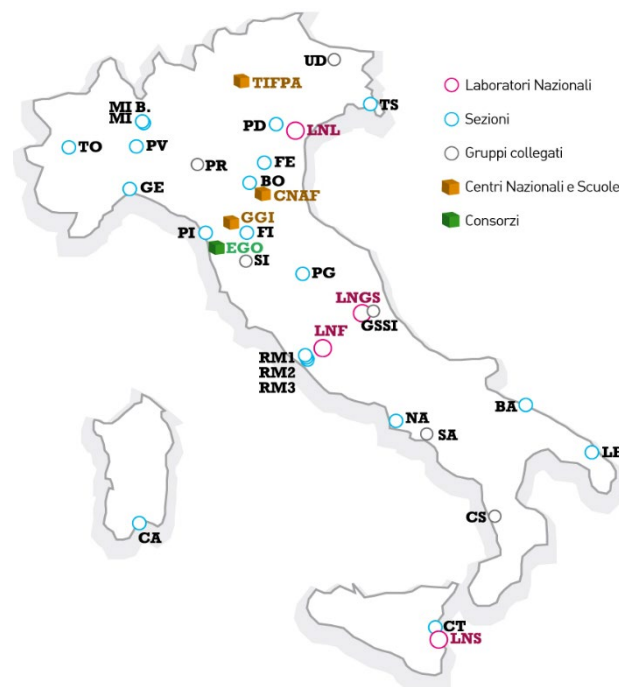 UD
TIFPA
Laboratori Nazionali
MI B.
MI
TS
PD
LNL
Sezioni
TO
PV
PR
FE
Gruppi collegati
BO
GE
CNAF
Centri Nazionali e Scuole
GGI
PI
FI
Consorzi
EGO
SI
PG
LNGS
GSSI
LNF
RM1
RM2
RM3
BA
NA
SA
LE
CS
CA
CT
LNS